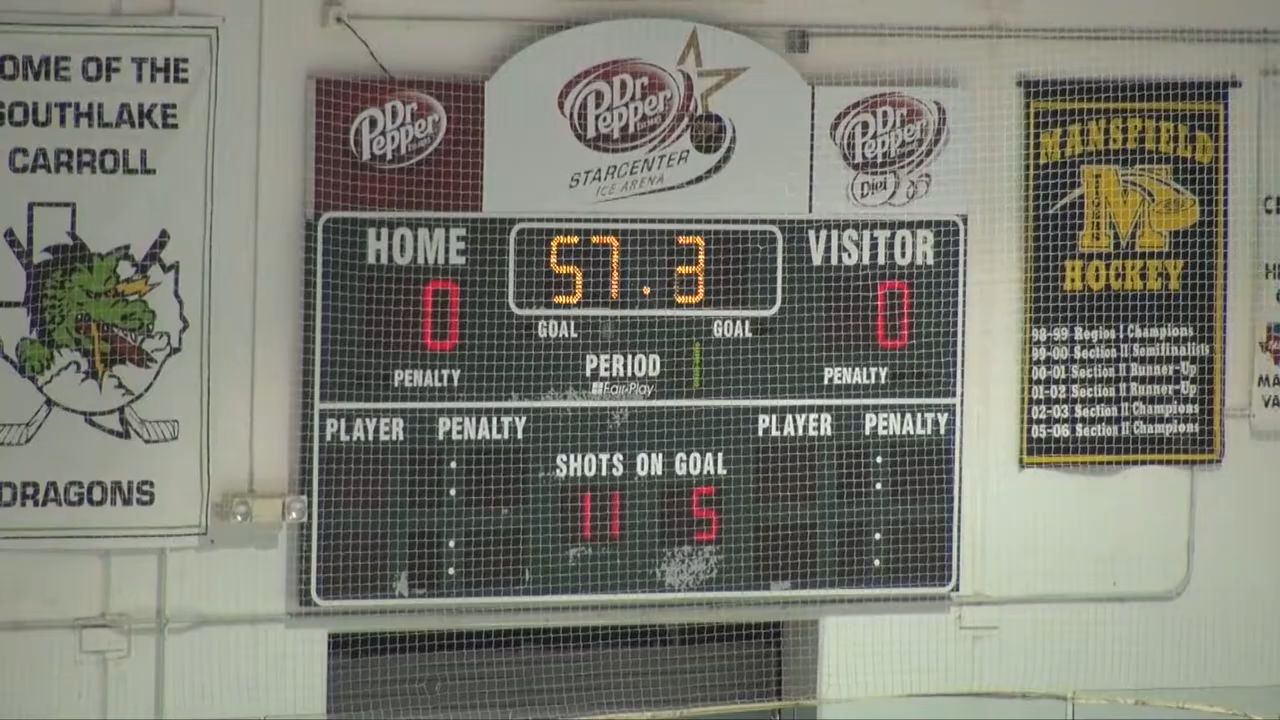 OME OF THE
SOUTHLAKE
CARROLL
DRAGONS
Dr Pepper
Dr Pepper
STARCENTER
ICE ARENA
Dr Pepper
Diet
HOME
57.3
VISITOR
0
0
GOAL
GOAL
PERIOD
1
FairPlay
PENALTY
PENALTY
PLAYER
PENALTY
PLAYER
PENALTY
SHOTS ON GOAL
11
5
MANSFIELD
M
HOCKEY
98-99 Region I Champions
99-00 Section II Semifinalists
00-01 Section II Runner-Up
01-02 Section II Runner-Up
02-03 Section II Champions
05-06 Section II Champions